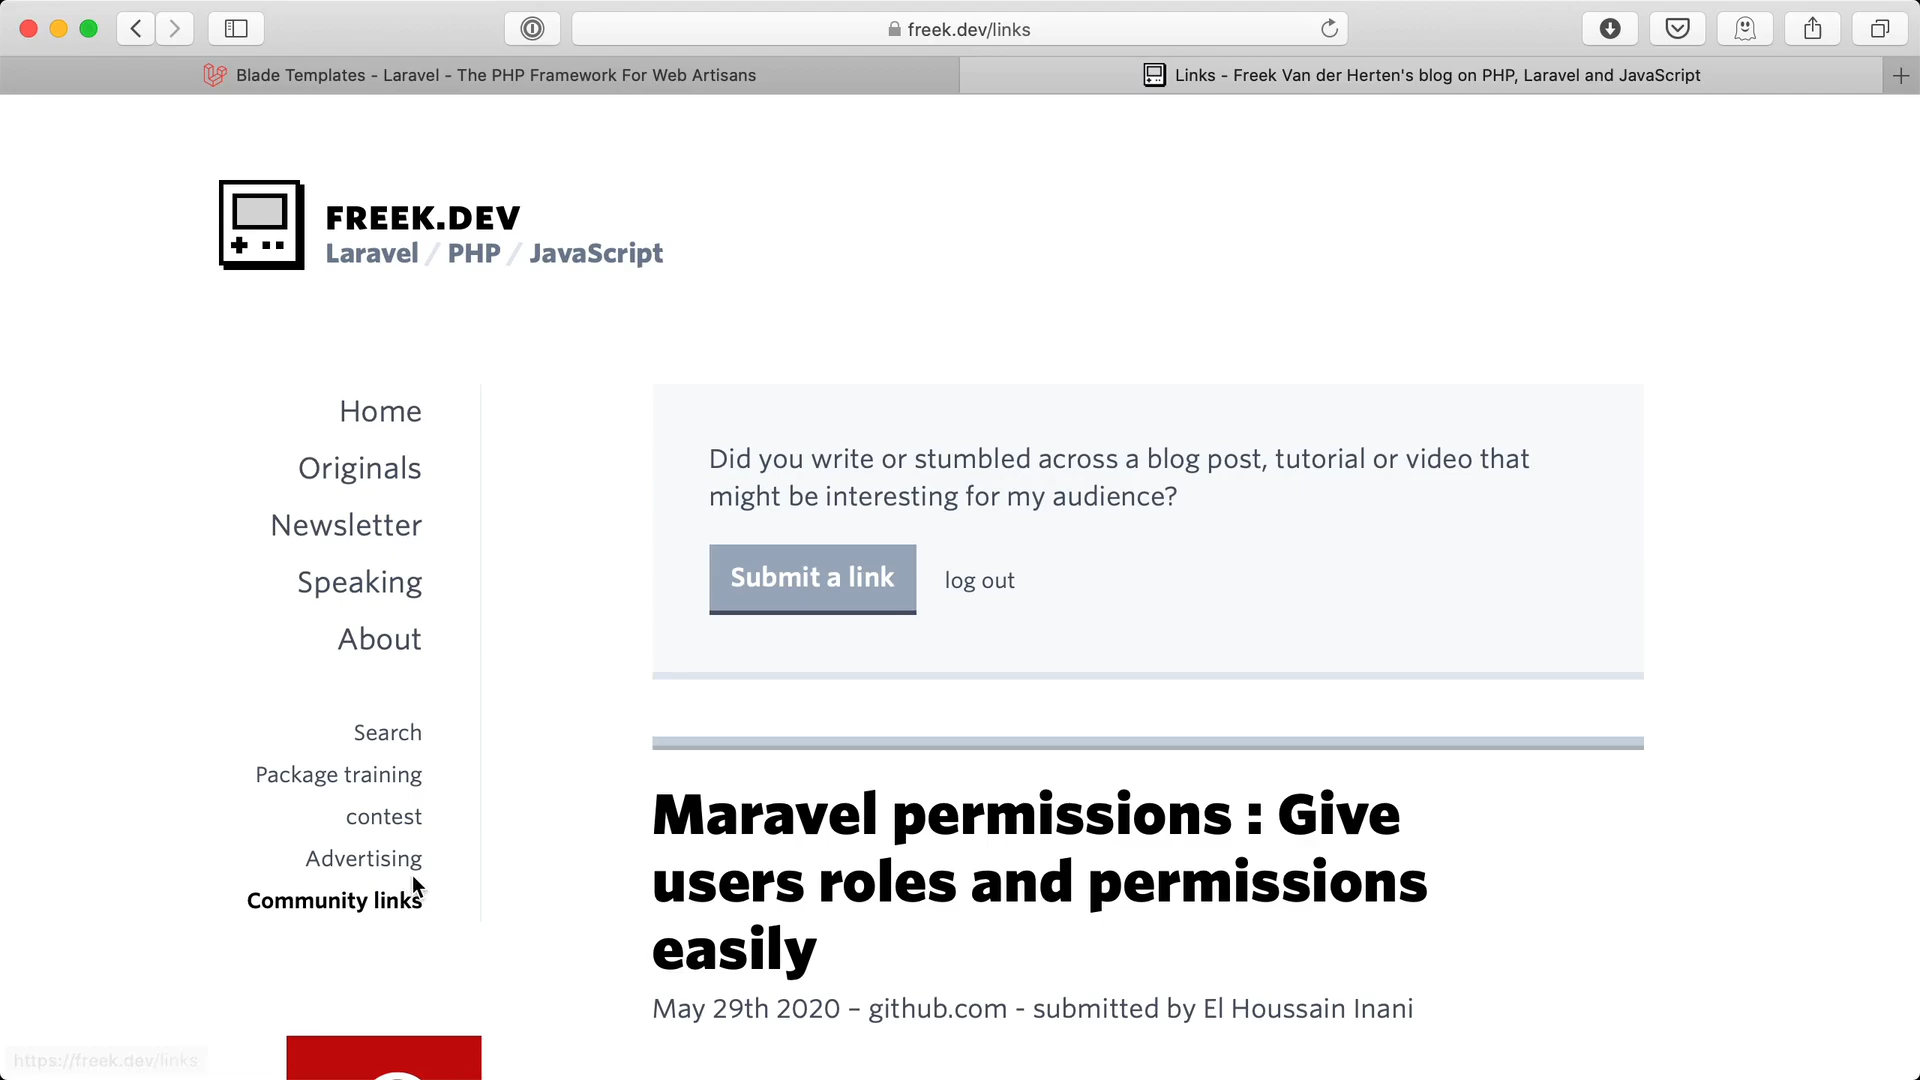 freek.dev/links
Blade Templates - Laravel - The PHP Framework For Web Artisans
Links - Freek Van der Herten's blog on PHP, Laravel and JavaScript
FREEK.DEV
Laravel / PHP / JavaScript
Home
Originals
Newsletter
Speaking
About
Search
Package training
contest
Advertising
Community links
Did you write or stumbled across a blog post, tutorial or video that
might be interesting for my audience?
Submit a link
log out
Maravel permissions : Give
users roles and permissions
easily
May 29th 2020 – github.com - submitted by El Houssain Inani
https://freek.dev/links